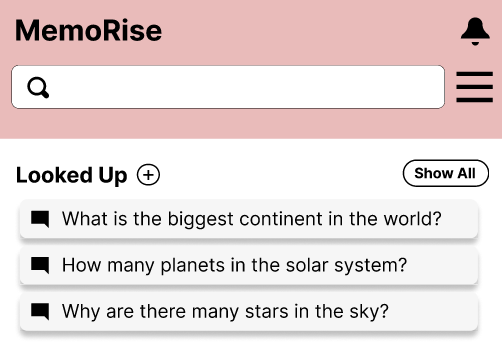 MemoRise
Looked Up
Show All
What is the biggest continent in the world?
How many planets in the solar system?
Why are there many stars in the sky?